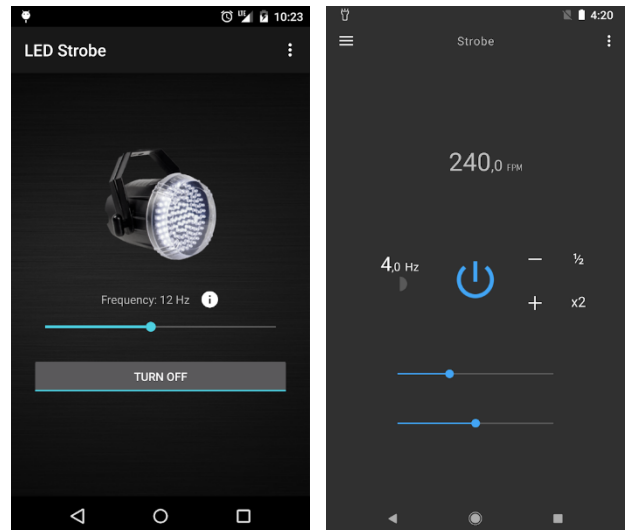 LTE 10:23
LED Strobe
Frequency: 12 Hz i
TURN OFF
4:20
Strobe
240,0 FPM
4,0 Hz
− ½
+ x2